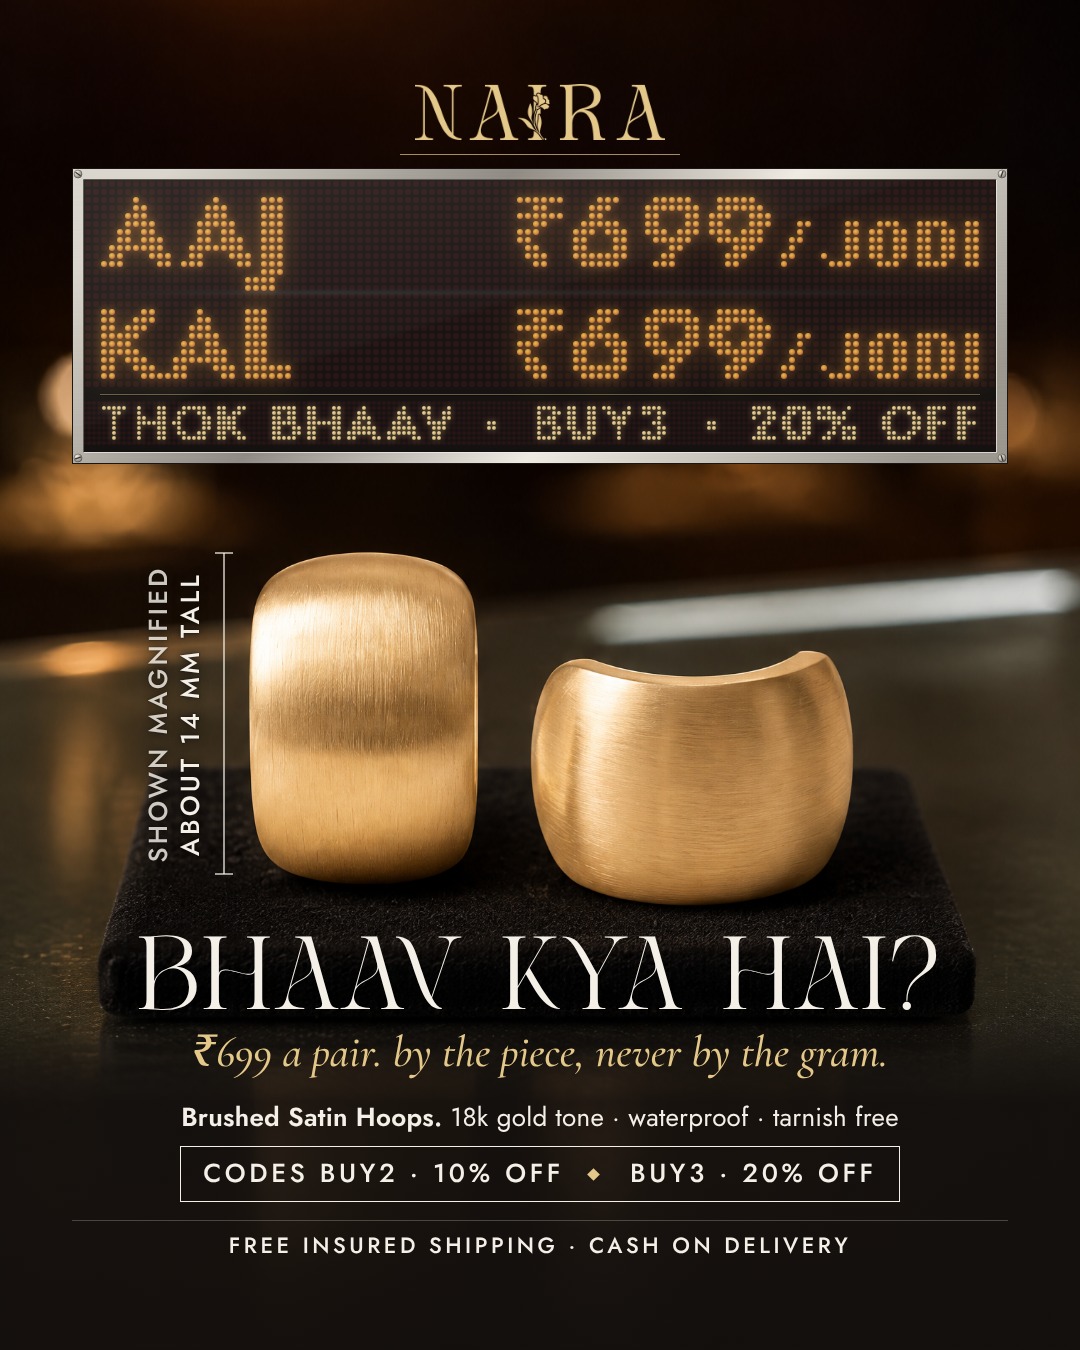 NAIRA
AAJ ₹699/JODI
KAL ₹699/JODI
THOK BHAAV · BUY3 · 20% OFF
SHOWN MAGNIFIED
ABOUT 14 MM TALL
BHAAV KYA HAI?
₹699 a pair. by the piece, never by the gram.
Brushed Satin Hoops. 18k gold tone · waterproof · tarnish free
CODES BUY2 · 10% OFF ◆ BUY3 · 20% OFF
FREE INSURED SHIPPING · CASH ON DELIVERY